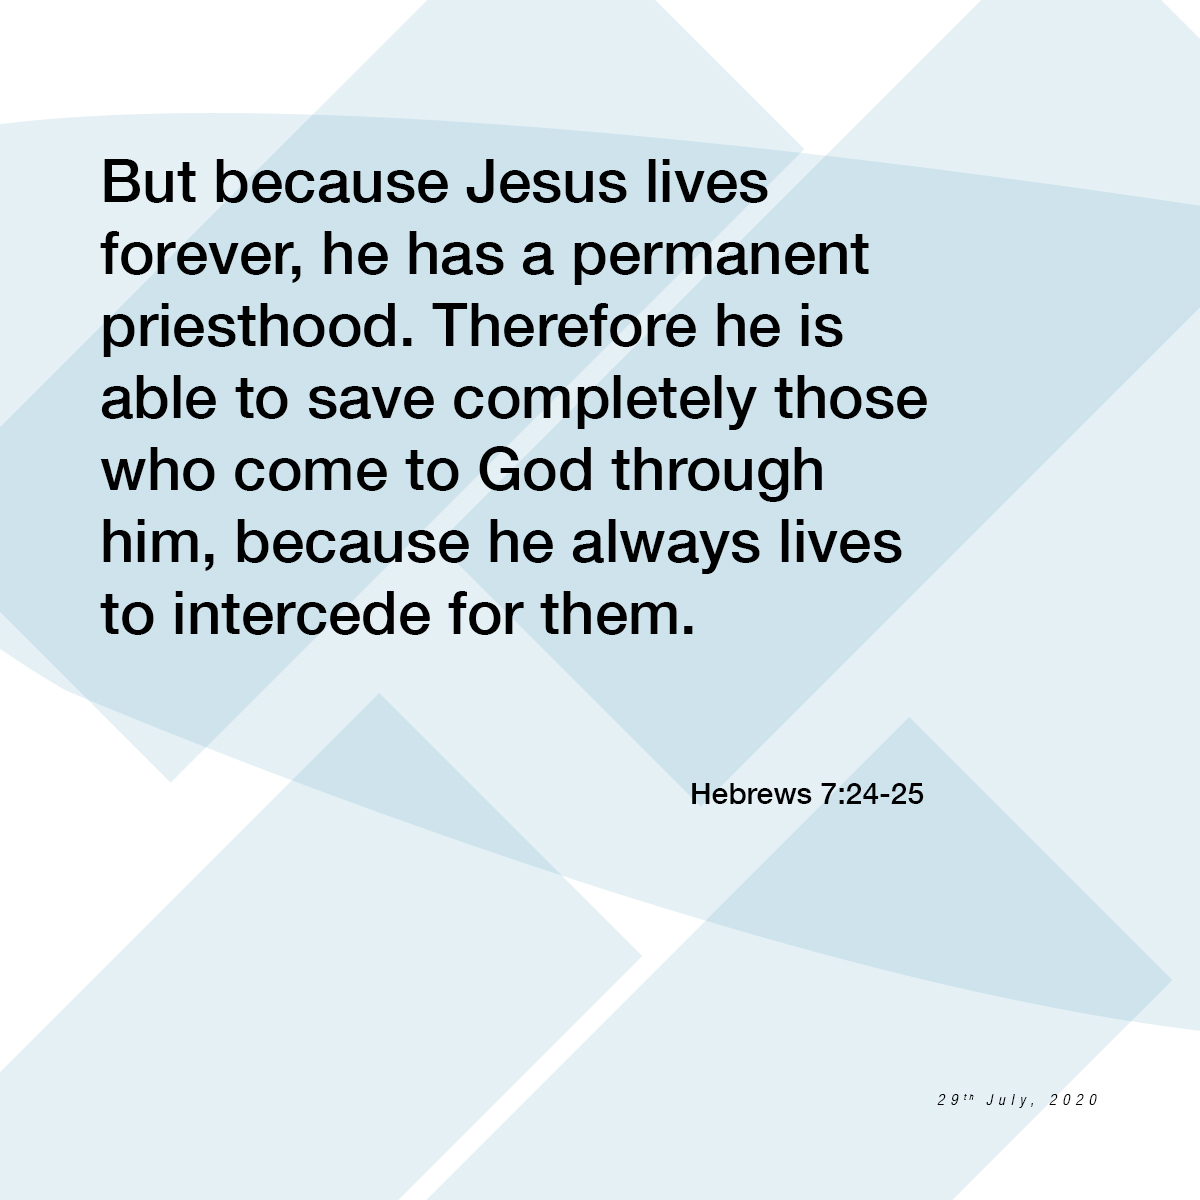 But because Jesus lives
forever, he has a permanent
priesthood. Therefore he is
able to save completely those
who come to God through
him, because he always lives
to intercede for them.
Hebrews 7:24-25
29th July, 2020